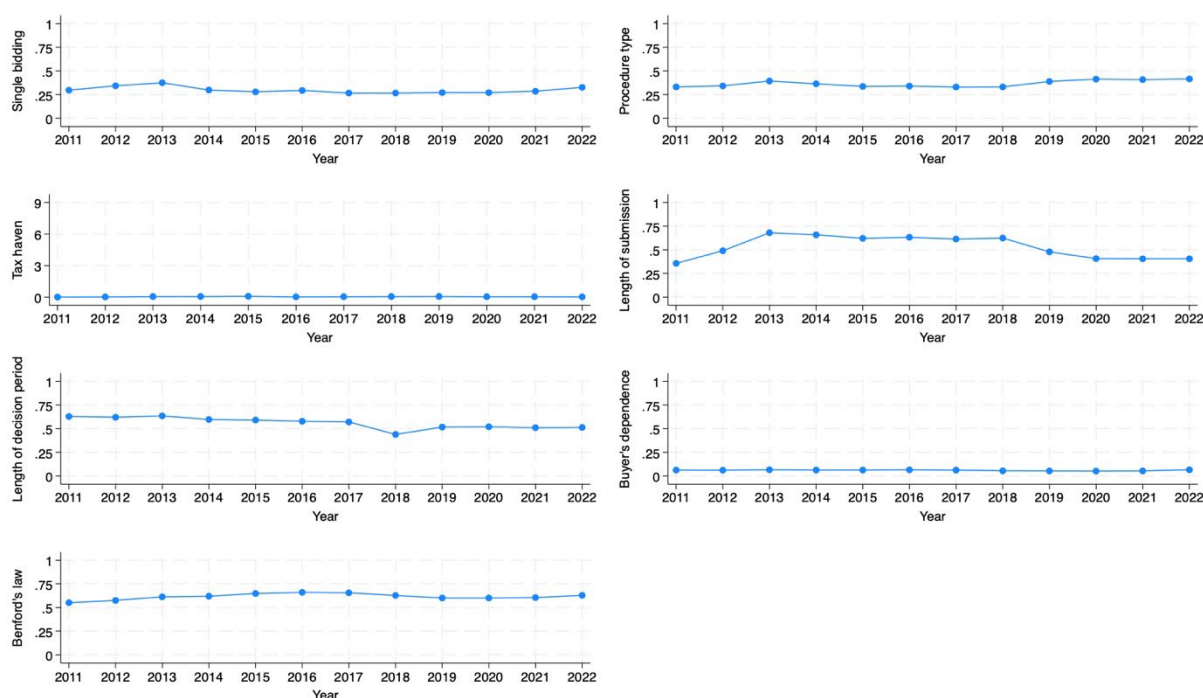 Single bidding
1
.75
.5
.25
0
2011 2012 2013 2014 2015 2016 2017 2018 2019 2020 2021 2022
Year
Procedure type
1
.75
.5
.25
0
2011 2012 2013 2014 2015 2016 2017 2018 2019 2020 2021 2022
Year
Tax haven
9
6
3
0
2011 2012 2013 2014 2015 2016 2017 2018 2019 2020 2021 2022
Year
Length of submission
1
.75
.5
.25
0
2011 2012 2013 2014 2015 2016 2017 2018 2019 2020 2021 2022
Year
Length of decision period
1
.75
.5
.25
0
2011 2012 2013 2014 2015 2016 2017 2018 2019 2020 2021 2022
Year
Buyer's dependence
1
.75
.5
.25
0
2011 2012 2013 2014 2015 2016 2017 2018 2019 2020 2021 2022
Year
Benford's law
1
.75
.5
.25
0
2011 2012 2013 2014 2015 2016 2017 2018 2019 2020 2021 2022
Year